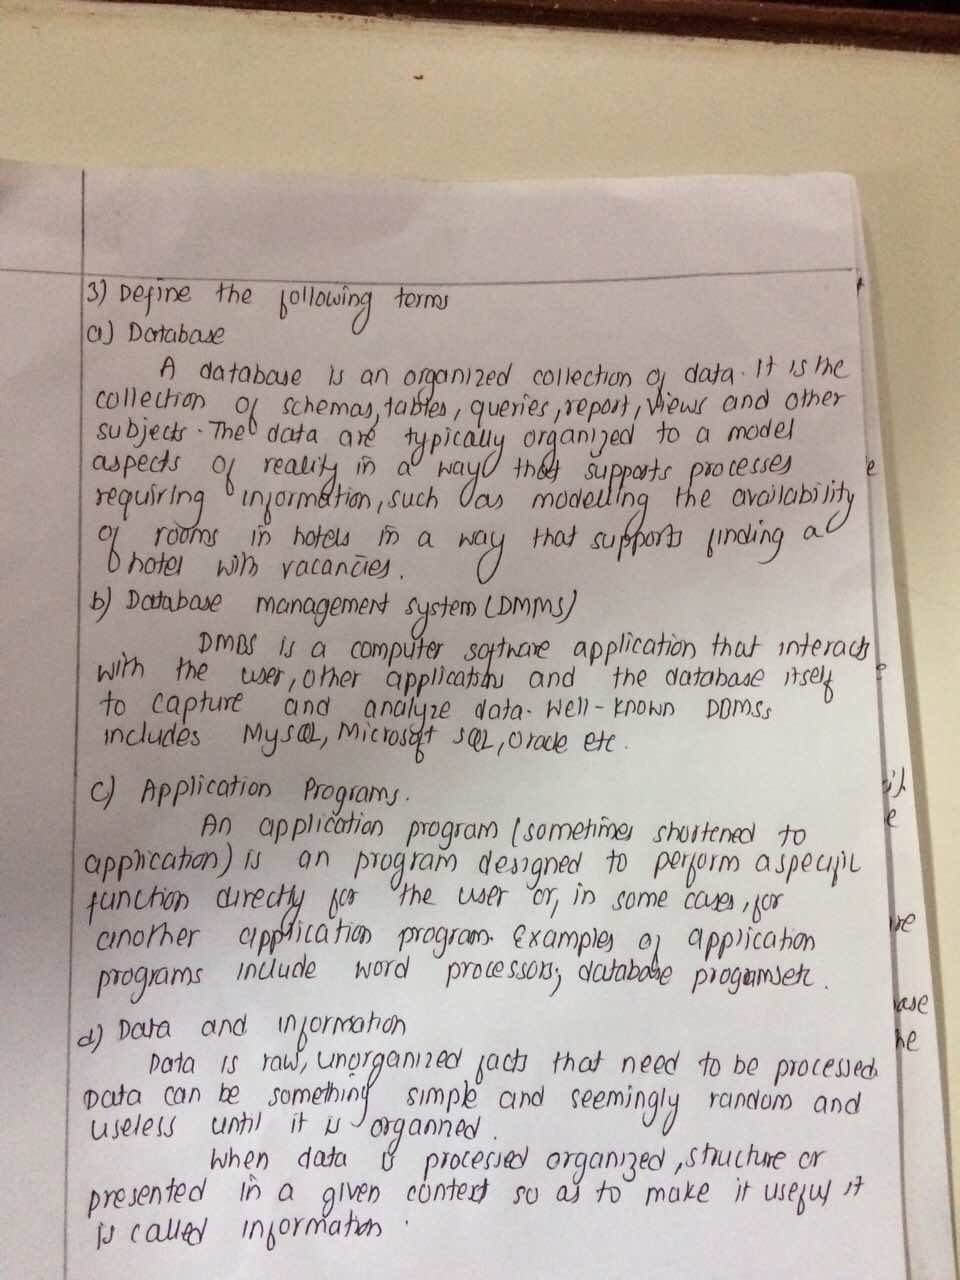 3) Define the following terms
a) Database
A database is an organized collection of data. It is the
collection of schemas, tables, queries, report, views and other
subjects. The data are typically organized to a model
aspects of reality in a way that supports processes
requiring information, such as modelling the availability
of rooms in hotels in a way that supports finding a
hotel with vacancies.
b) Database management system (DMMS)
DMBS is a computer software application that interacts
with the user, other applications and the database itself
to capture and analyze data. Well-known DBMSs
includes MySQL, Microsoft SQL, Oracle etc.
c) Application Programs.
An application program (sometimes shortened to
application) is an program designed to perform a specific
function directly for the user or, in some cases, for
another application program. Examples of application
programs include word processors; database programs etc.
d) Data and information
Data is raw, unorganized facts that need to be processed.
Data can be something simple and seemingly random and
useless until it is organized.
When data is processed organized, structure or
presented in a given context so as to make it useful it
is called information.